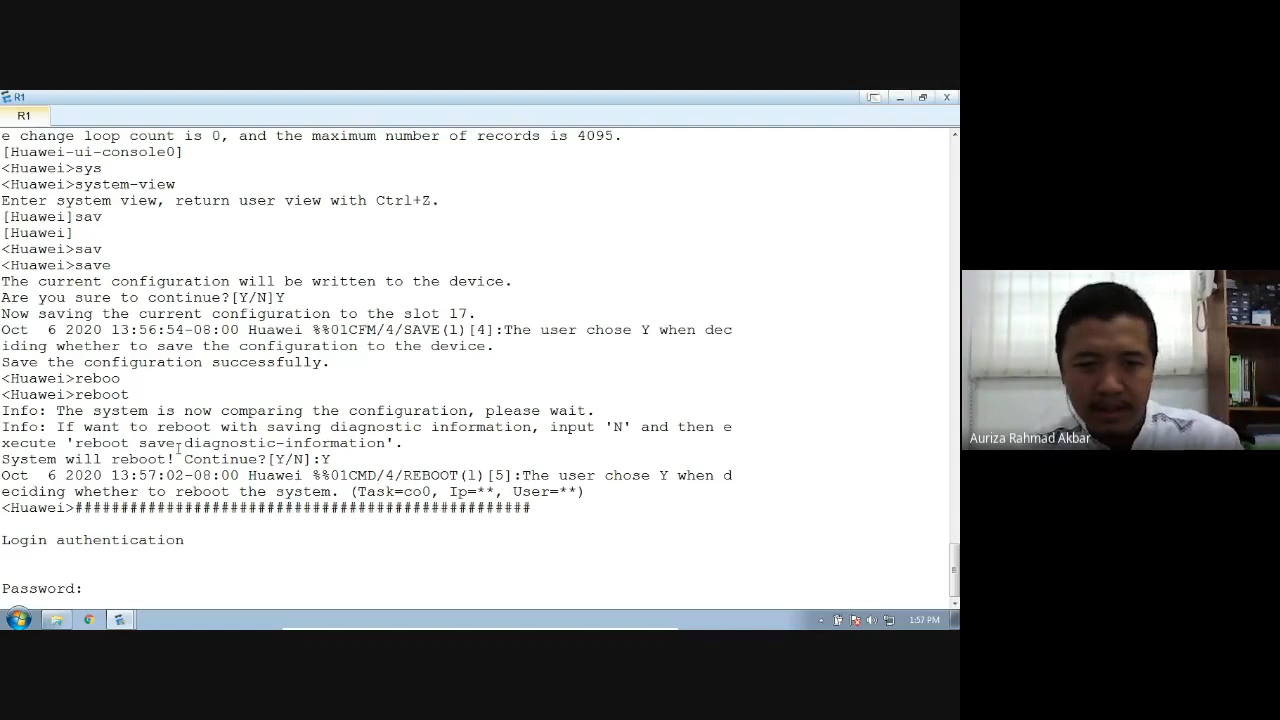 R1
R1
e change loop count is 0, and the maximum number of records is 4095.
[Huawei-ui-console0]
<Huawei>sys
<Huawei>system-view
Enter system view, return user view with Ctrl+Z.
[Huawei]sav
[Huawei]
<Huawei>sav
<Huawei>save
The current configuration will be written to the device.
Are you sure to continue?[Y/N]Y
Now saving the current configuration to the slot 17.
Oct  6 2020 13:56:54-08:00 Huawei %%01CFM/4/SAVE(l)[4]:The user chose Y when dec
iding whether to save the configuration to the device.
Save the configuration successfully.
<Huawei>reboo
<Huawei>reboot
Info: The system is now comparing the configuration, please wait.
Info: If want to reboot with saving diagnostic information, input 'N' and then e
xecute 'reboot save diagnostic-information'.
System will reboot! Continue?[Y/N]:Y
Oct  6 2020 13:57:02-08:00 Huawei %%01CMD/4/REBOOT(l)[5]:The user chose Y when d
eciding whether to reboot the system. (Task=co0, Ip=**, User=**)
<Huawei>##################################################
Login authentication
Password:
1:57 PM
Auriza Rahmad Akbar